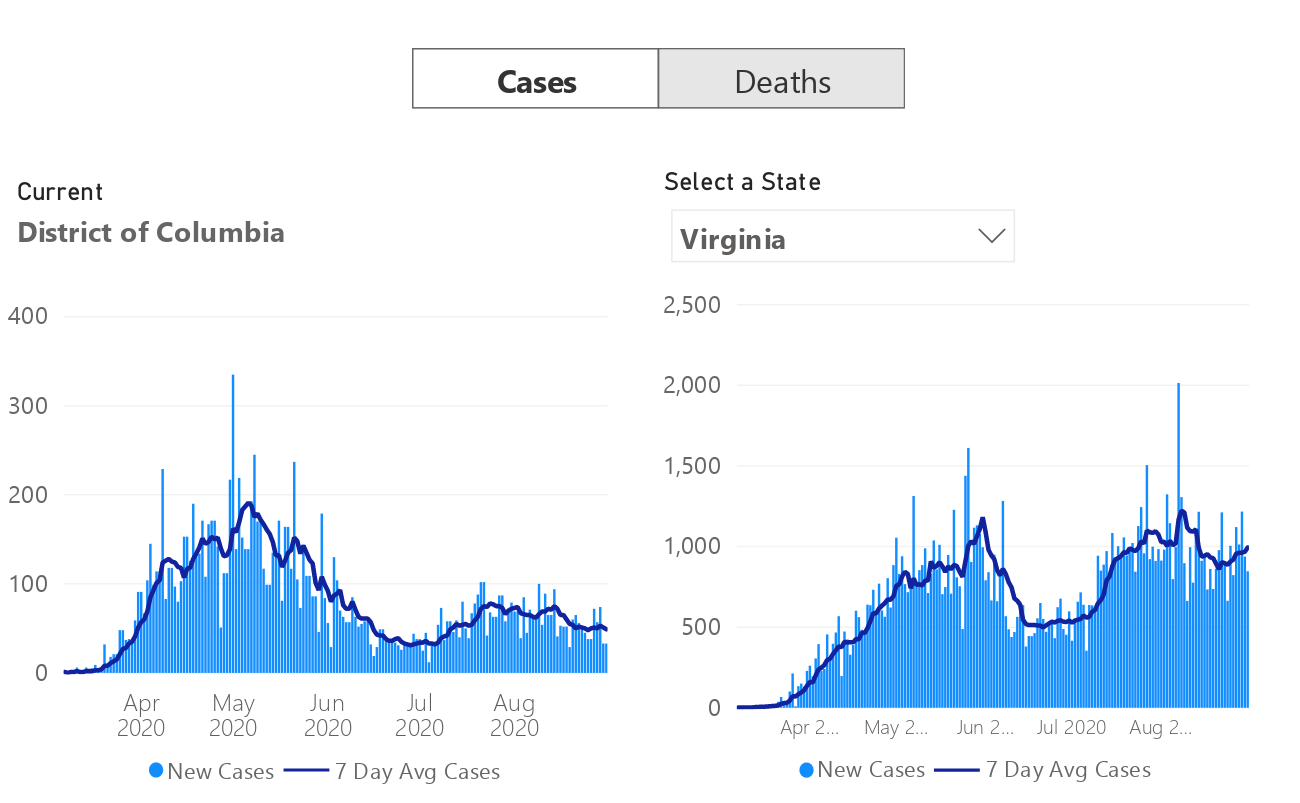 Cases
Deaths
Current
District of Columbia
400
300
200
100
0
Apr 2020
May 2020
Jun 2020
Jul 2020
Aug 2020
New Cases
7 Day Avg Cases
Select a State
Virginia
2,500
2,000
1,500
1,000
500
0
Apr 2...
May 2...
Jun 2...
Jul 2020
Aug 2...
New Cases
7 Day Avg Cases